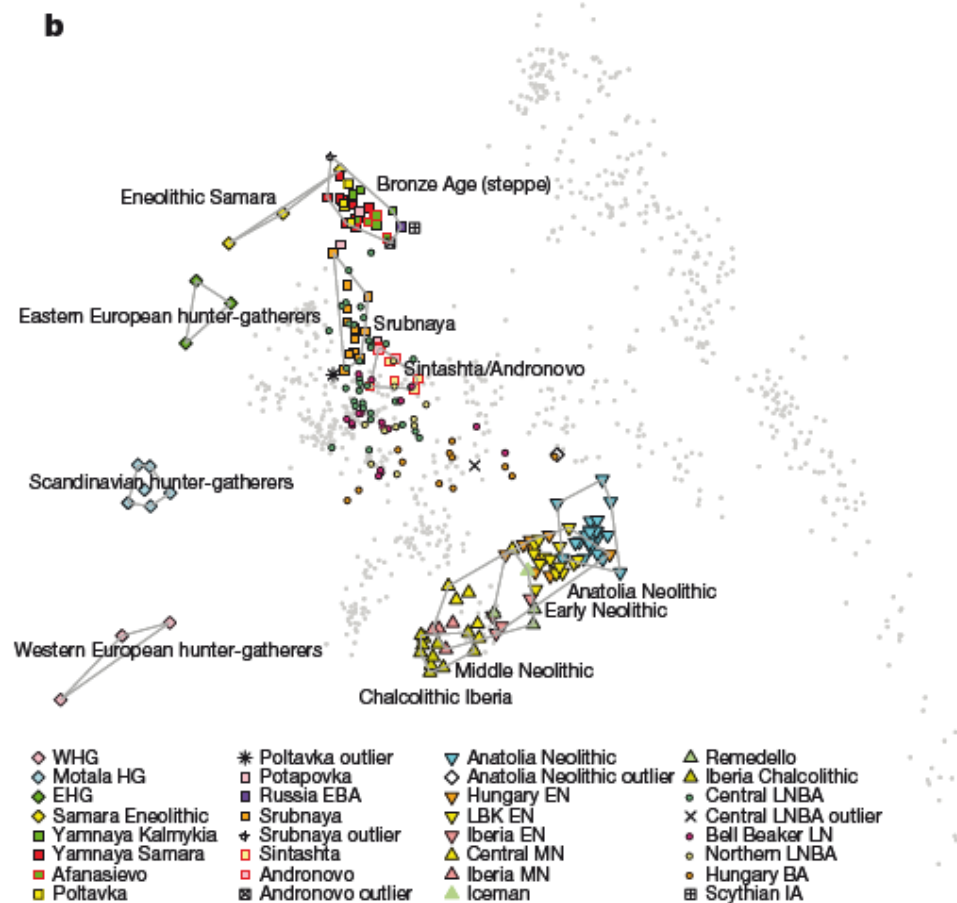 b
Eneolithic Samara
Bronze Age (steppe)
Eastern European hunter-gatherers
Srubnaya
Sintashta/Andronovo
Scandinavian hunter-gatherers
Anatolia Neolithic
Early Neolithic
Western European hunter-gatherers
Middle Neolithic
Chalcolithic Iberia
WHG
Motala HG
EHG
Samara Eneolithic
Yamnaya Kalmykia
Yamnaya Samara
Afanasievo
Poltavka
Poltavka outlier
Potapovka
Russia EBA
Srubnaya
Srubnaya outlier
Sintashta
Andronovo
Andronovo outlier
Anatolia Neolithic
Anatolia Neolithic outlier
Hungary EN
LBK EN
Iberia EN
Central MN
Iberia MN
Iceman
Remedello
Iberia Chalcolithic
Central LNBA
Central LNBA outlier
Bell Beaker LN
Northern LNBA
Hungary BA
Scythian IA